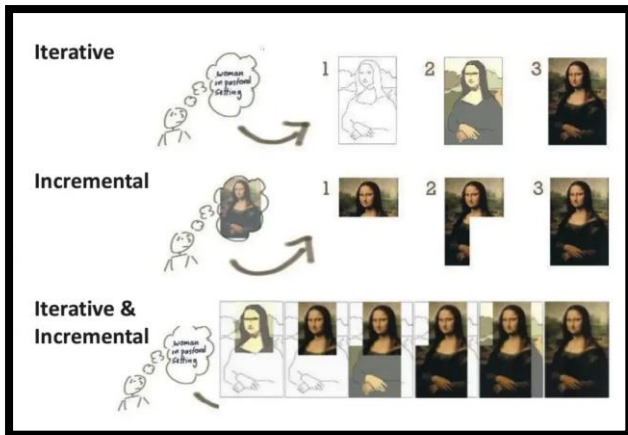 Iterative
woman
in pastoral
setting
1
2
3
Incremental
1
2
3
Iterative &
Incremental
woman
in pastoral
setting